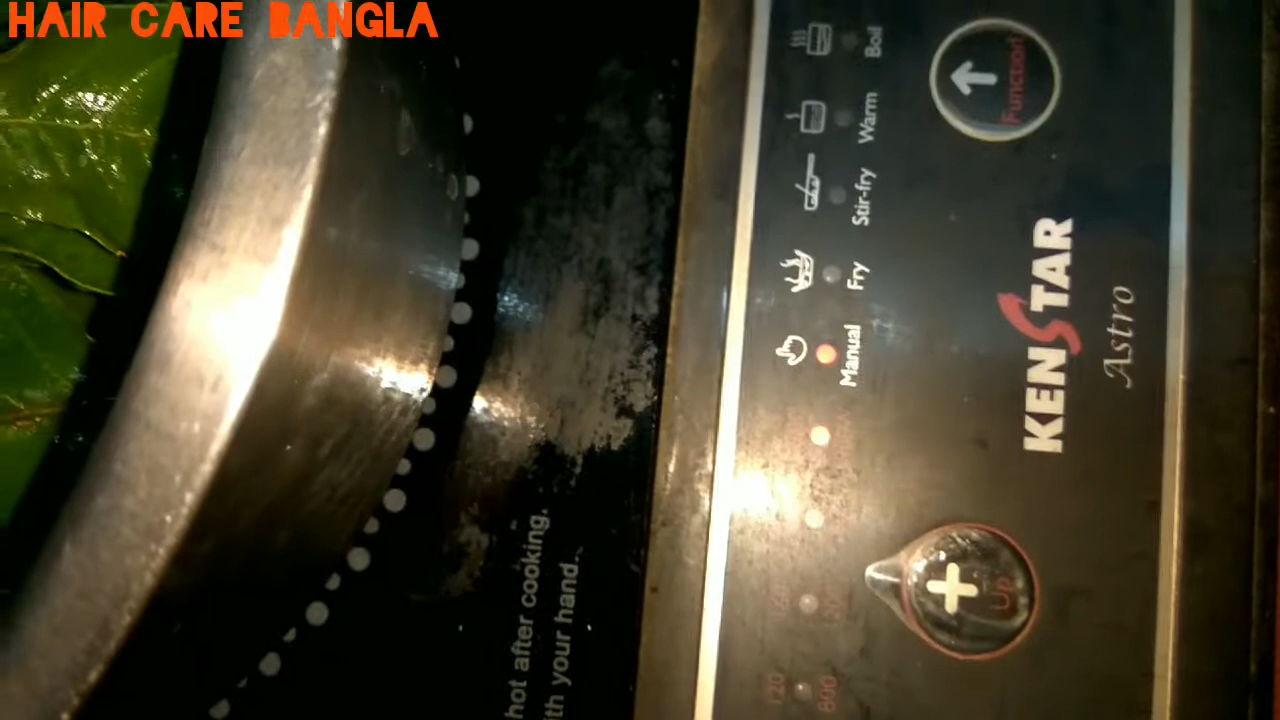 HAIR CARE BANGLA
hot after cooking.
ith your hand.
Boil
Warm
Stir-fry
Fry
Manual
120
800
Function
KENSTAR
Astro
Up